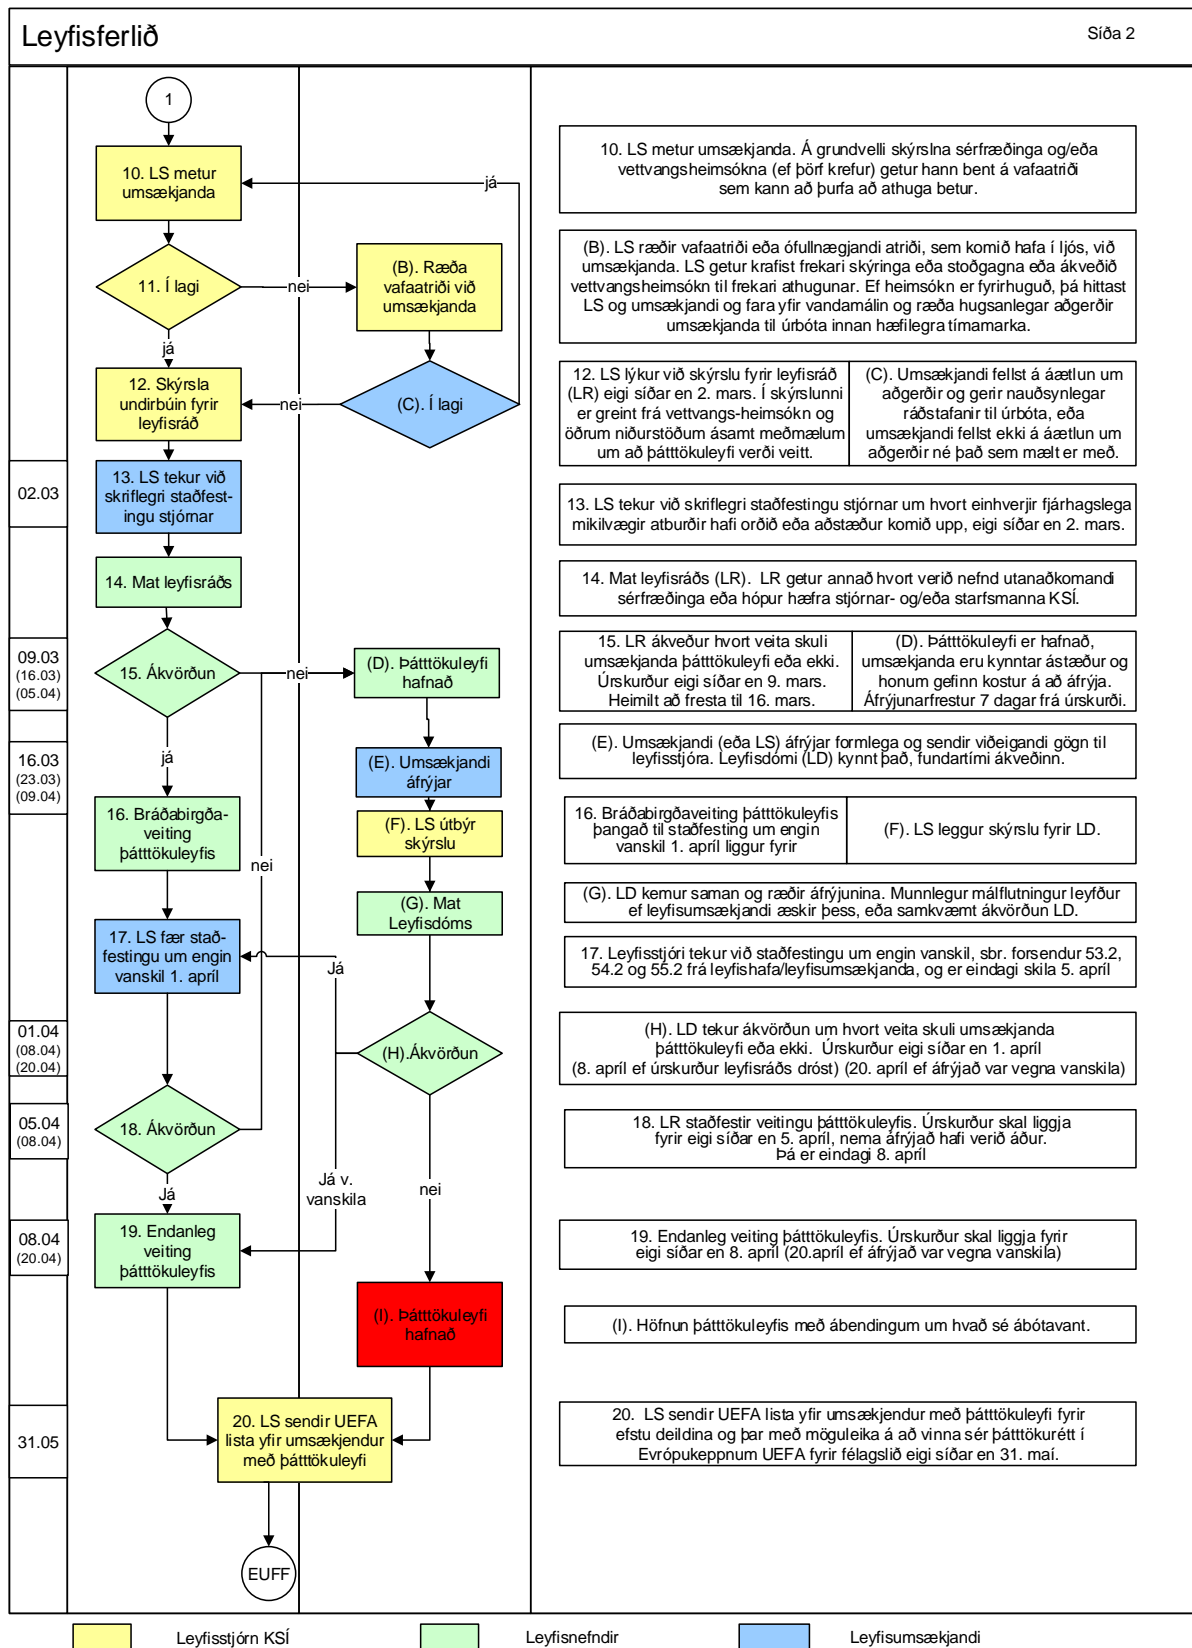 Leyfisferlið
Síða 2
1
10. LS metur
umsækjanda
já
10. LS metur umsækjanda. Á grundvelli skýrslna sérfræðinga og/eða
vettvangsheimsókna (ef þörf krefur) getur hann bent á vafaatriði
sem kann að þurfa að athuga betur.
11. Í lagi
nei
(B). Ræða
vafaatriði við
umsækjanda
(B). LS ræðir vafaatriði eða ófullnægjandi atriði, sem komið hafa í ljós, við
umsækjanda. LS getur krafist frekari skýringa eða stoðgagna eða ákveðið
vettvangsheimsókn til frekari athugunar. Ef heimsókn er fyrirhuguð, þá hittast
LS og umsækjandi og fara yfir vandamálin og ræða hugsanlegar aðgerðir
umsækjanda til úrbóta innan hæfilegra tímamarka.
já
12. Skýrsla
undirbúin fyrir
leyfisráð
nei
(C). Í lagi
12. LS lýkur við skýrslu fyrir leyfisráð
(LR) eigi síðar en 2. mars. Í skýrslunni
er greint frá vettvangs-heimsókn og
öðrum niðurstöðum ásamt meðmælum
um að þátttökuleyfi verði veitt.
(C). Umsækjandi fellst á áætlun um
aðgerðir og gerir nauðsynlegar
ráðstafanir til úrbóta, eða
umsækjandi fellst ekki á áætlun um
aðgerðir né það sem mælt er með.
02.03
13. LS tekur við
skriflegri staðfest-
ingu stjórnar
13. LS tekur við skriflegri staðfestingu stjórnar um hvort einhverjir fjárhagslega
mikilvægir atburðir hafi orðið eða aðstæður komið upp, eigi síðar en 2. mars.
14. Mat leyfisráðs
14. Mat leyfisráðs (LR). LR getur annað hvort verið nefnd utanaðkomandi
sérfræðinga eða hópur hæfra stjórnar- og/eða starfsmanna KSÍ.
09.03
(16.03)
(05.04)
15. Ákvörðun
nei
(D). Þátttökuleyfi
hafnað
15. LR ákveður hvort veita skuli
umsækjanda þátttökuleyfi eða ekki.
Úrskurður eigi síðar en 9. mars.
Heimilt að fresta til 16. mars.
(D). Þátttökuleyfi er hafnað,
umsækjanda eru kynntar ástæður og
honum gefinn kostur á að áfrýja.
Áfrýjunarfrestur 7 dagar frá úrskurði.
16.03
(23.03)
(09.04)
já
(E). Umsækjandi
áfrýjar
(E). Umsækjandi (eða LS) áfrýjar formlega og sendir viðeigandi gögn til
leyfisstjóra. Leyfisdómi (LD) kynnt það, fundartími ákveðinn.
16. Bráðabirgða-
veiting
þátttökuleyfis
nei
(F). LS útbýr
skýrslu
16. Bráðabirgðaveiting þátttökuleyfis
þangað til staðfesting um engin
vanskil 1. apríl liggur fyrir
(F). LS leggur skýrslu fyrir LD.
(G). Mat
Leyfisdóms
(G). LD kemur saman og ræðir áfrýjunina. Munnlegur málflutningur leyfður
ef leyfisumsækjandi æskir þess, eða samkvæmt ákvörðun LD.
17. LS fær stað-
festingu um engin
vanskil 1. apríl
Já
17. Leyfisstjóri tekur við staðfestingu um engin vanskil, sbr. forsendur 53.2,
54.2 og 55.2 frá leyfishafa/leyfisumsækjanda, og er eindagi skila 5. apríl
01.04
(08.04)
(20.04)
(H).Ákvörðun
(H). LD tekur ákvörðun um hvort veita skuli umsækjanda
þátttökuleyfi eða ekki. Úrskurður eigi síðar en 1. apríl
(8. apríl ef úrskurður leyfisráðs dróst) (20. apríl ef áfrýjað var vegna vanskila)
05.04
(08.04)
18. Ákvörðun
18. LR staðfestir veitingu þátttökuleyfis. Úrskurður skal liggja
fyrir eigi síðar en 5. apríl, nema áfrýjað hafi verið áður.
Þá er eindagi 8. apríl
Já
Já v.
vanskila
nei
08.04
(20.04)
19. Endanleg
veiting
þátttökuleyfis
19. Endanleg veiting þátttökuleyfis. Úrskurður skal liggja fyrir
eigi síðar en 8. apríl (20.apríl ef áfrýjað var vegna vanskila)
(I). Þátttökuleyfi
hafnað
(I). Höfnun þátttökuleyfis með ábendingum um hvað sé ábótavant.
31.05
20. LS sendir UEFA
lista yfir umsækjendur
með þátttökuleyfi
20. LS sendir UEFA lista yfir umsækjendur með þátttökuleyfi fyrir
efstu deildina og þar með möguleika á að vinna sér þátttökurétt í
Evrópukeppnum UEFA fyrir félagslið eigi síðar en 31. maí.
EUFF
Leyfisstjórn KSÍ
Leyfisnefndir
Leyfisumsækjandi